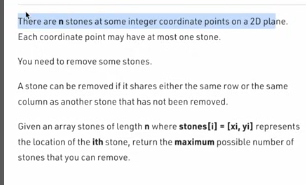 There are n stones at some integer coordinate points on a 2D plane.
Each coordinate point may have at most one stone.
You need to remove some stones.
A stone can be removed if it shares either the same row or the same
column as another stone that has not been removed.
Given an array stones of length n where stones[i] = [xi, yi] represents
the location of the ith stone, return the maximum possible number of
stones that you can remove.